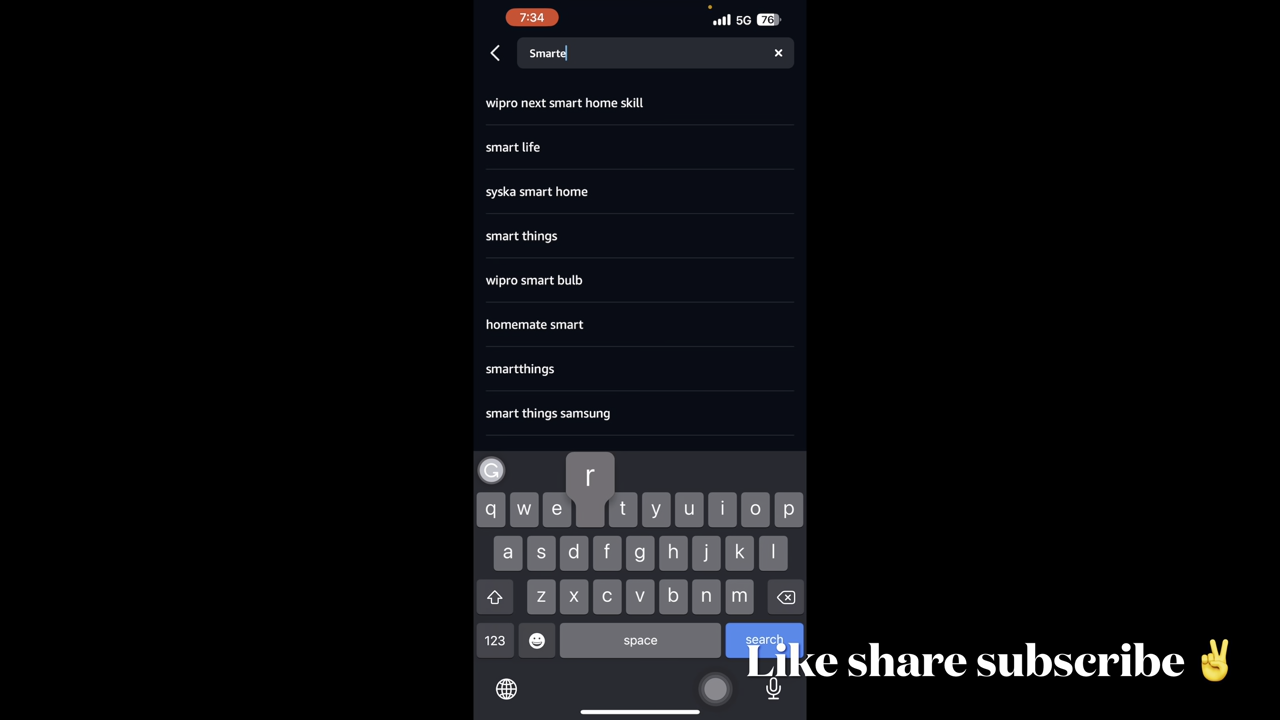 7:34
5G 76
Smarte
wipro next smart home skill
smart life
syska smart home
smart things
wipro smart bulb
homemate smart
smartthings
smart things samsung
r
q w e t y u i o p
a s d f g h j k l
z x c v b n m
123 space search
Like share subscribe ✌️